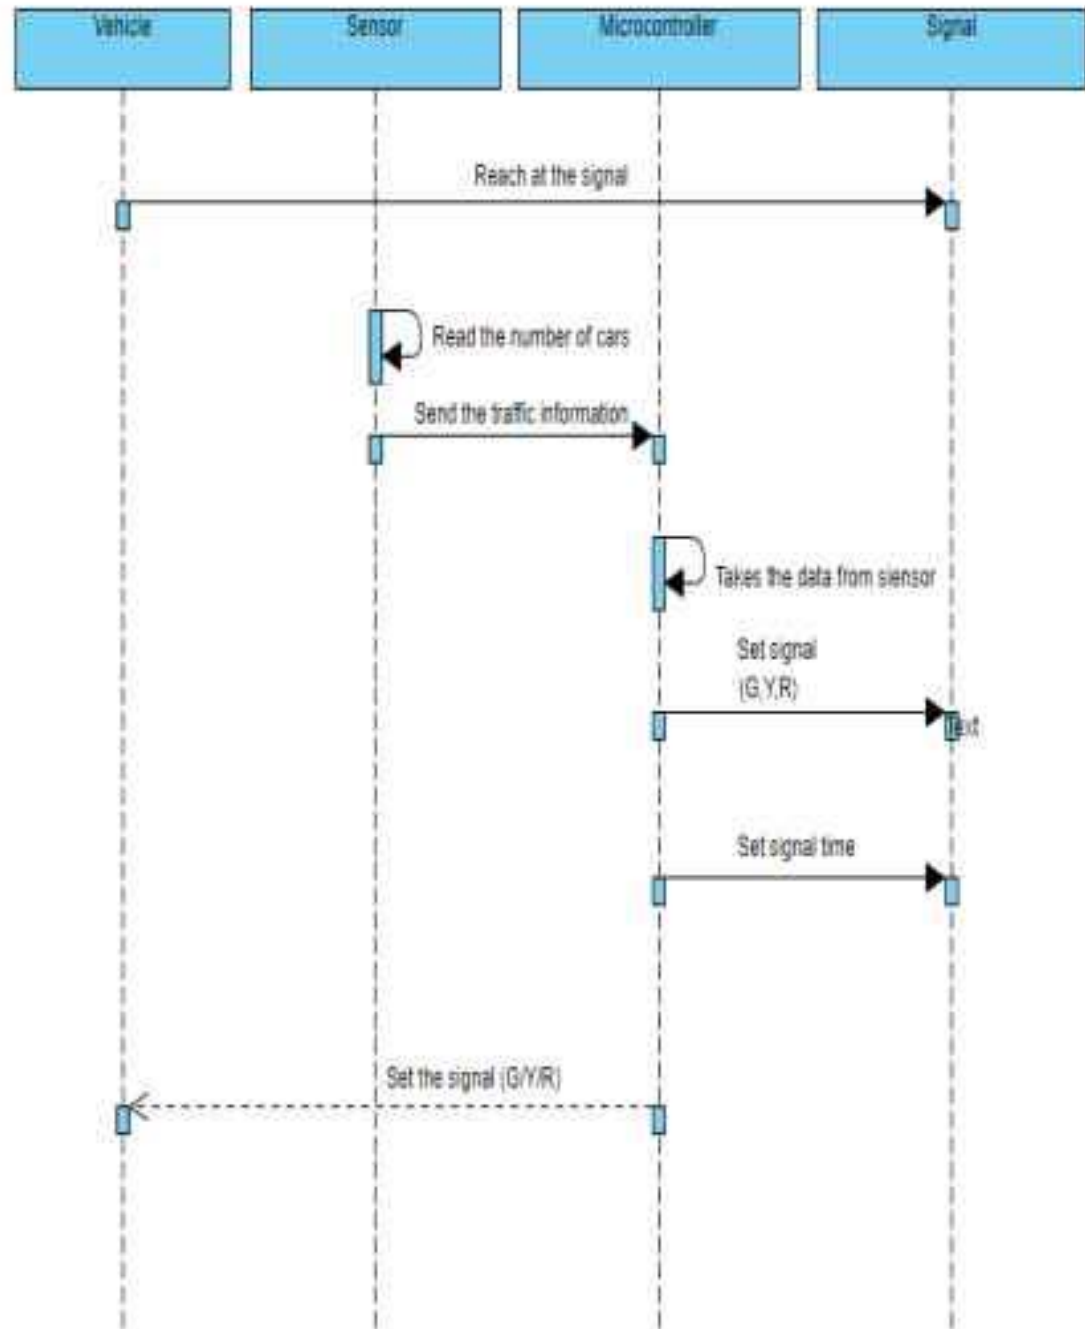 Vehicle
Sensor
Microcontroller
Signal
Reach at the signal
Read the number of cars
Send the traffic information
Takes the data from siensor
Set signal
(G,Y,R)
Text
Set signal time
Set the signal (G/Y/R)